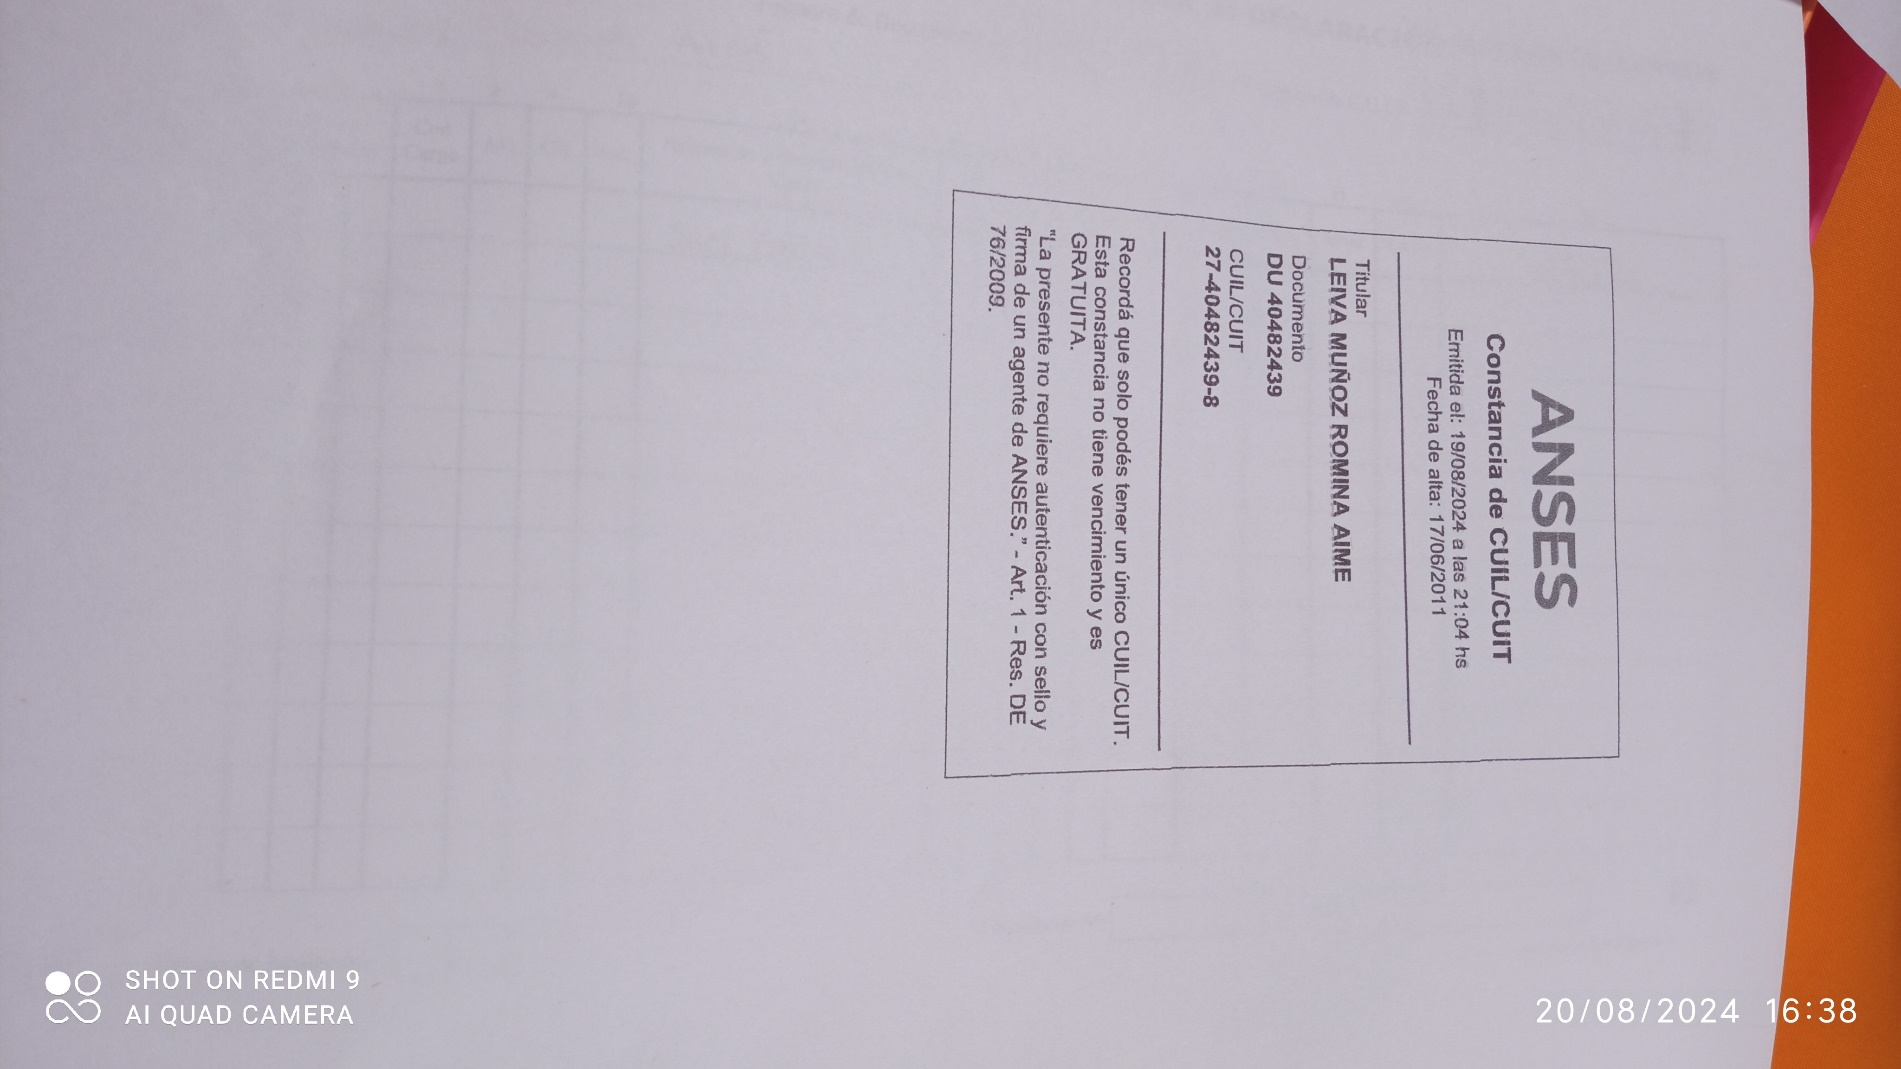 ANSES
Constancia de CUIL/CUIT
Emitida el: 19/08/2024 a las 21:04 hs
Fecha de alta: 17/06/2011
Titular
LEIVA MUÑOZ ROMINA AIME
Documento
DU 40482439
CUIL/CUIT
27-40482439-8
Recordá que solo podés tener un único CUIL/CUIT.
Esta constancia no tiene vencimiento y es
GRATUITA.
"La presente no requiere autenticación con sello y
firma de un agente de ANSES." - Art. 1 - Res. DE
76/2009.
SHOT ON REDMI 9
AI QUAD CAMERA
20/08/2024 16:38